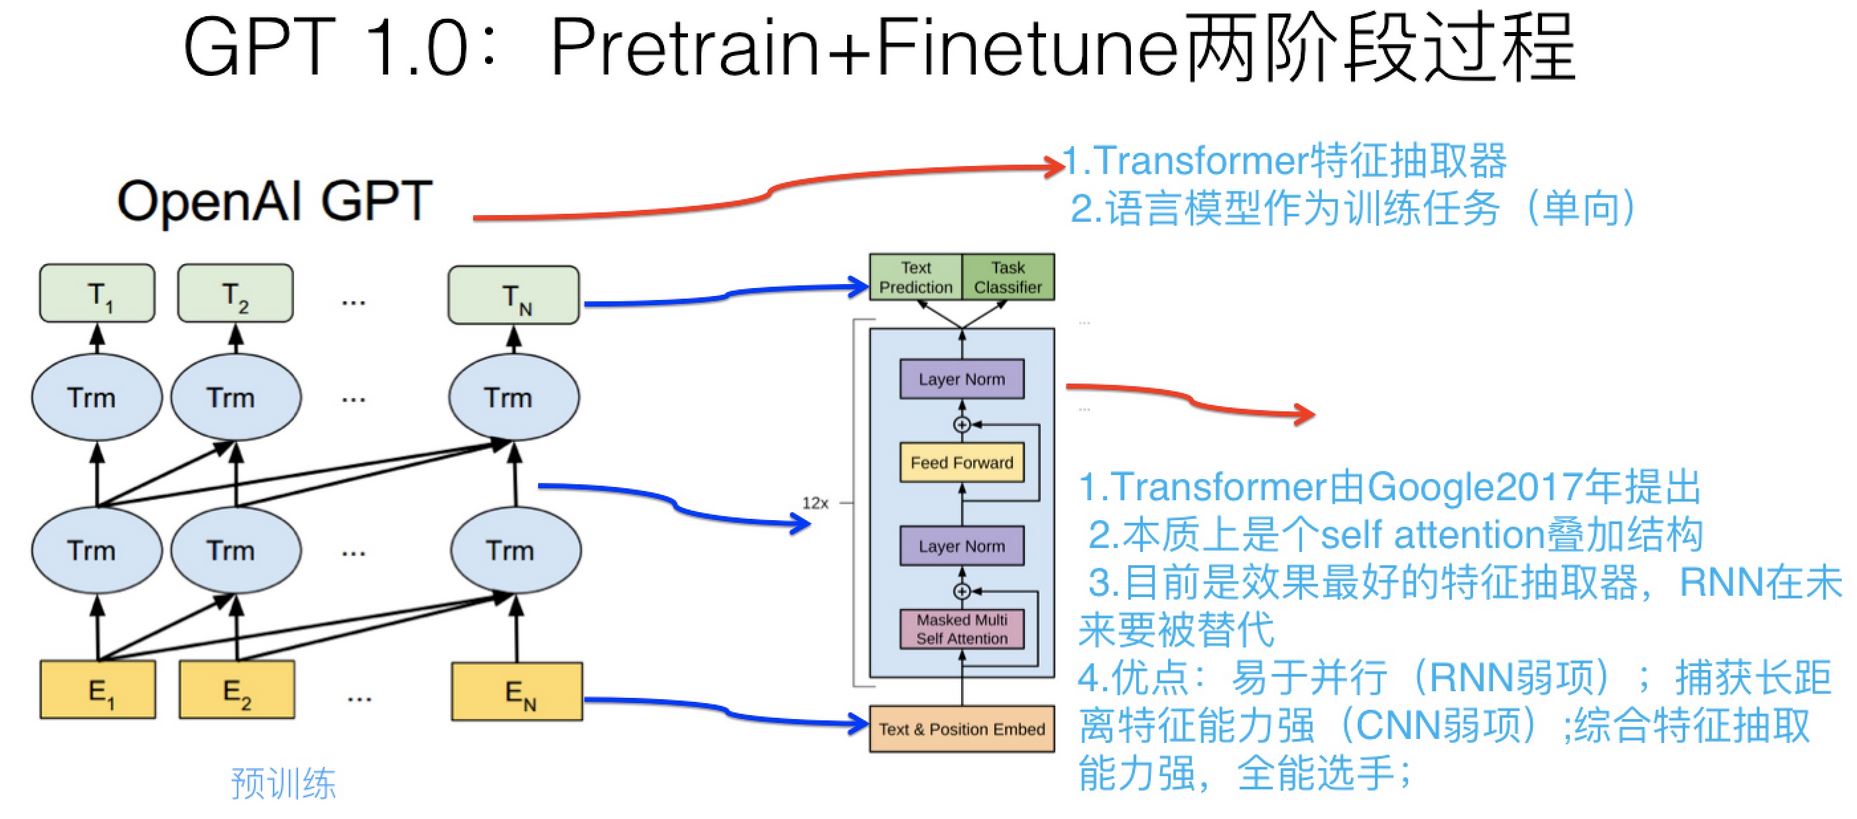 GPT 1.0：Pretrain+Finetune两阶段过程
OpenAI GPT
1.Transformer特征抽取器
2.语言模型作为训练任务（单向）
T1 T2 ... TN
Trm Trm ... Trm
Trm Trm ... Trm
E1 E2 ... EN
预训练
Text Prediction
Task Classifier
12x
Layer Norm
+
Feed Forward
Layer Norm
+
Masked Multi
Self Attention
Text & Position Embed
...
...
1.Transformer由Google2017年提出
2.本质上是个self attention叠加结构
3.目前是效果最好的特征抽取器，RNN在未
来要被替代
4.优点：易于并行（RNN弱项）；捕获长距
离特征能力强（CNN弱项）;综合特征抽取
能力强，全能选手；